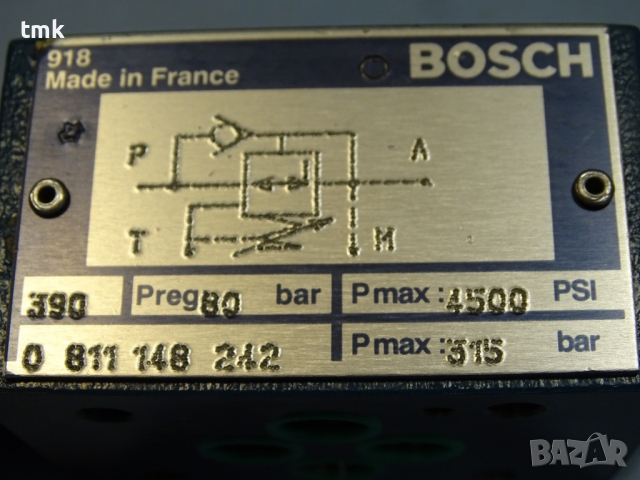 tmk
918
Made in France
BOSCH
P
A
T
M
390
Preg 80 bar
Pmax: 4500 PSI
0 811 148 242
Pmax: 315 bar
BAZAR